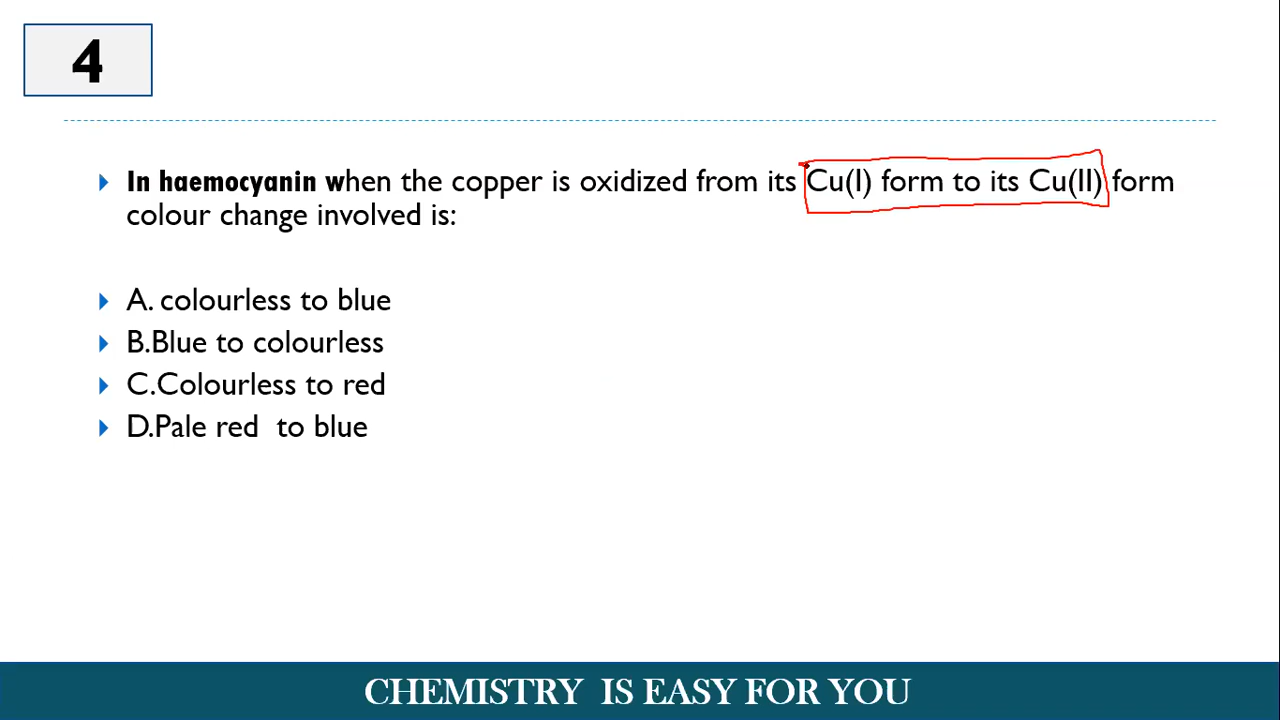 4
In haemocyanin when the copper is oxidized from its Cu(I) form to its Cu(II) form
colour change involved is:
A. colourless to blue
B.Blue to colourless
C.Colourless to red
D.Pale red  to blue
CHEMISTRY  IS EASY FOR YOU